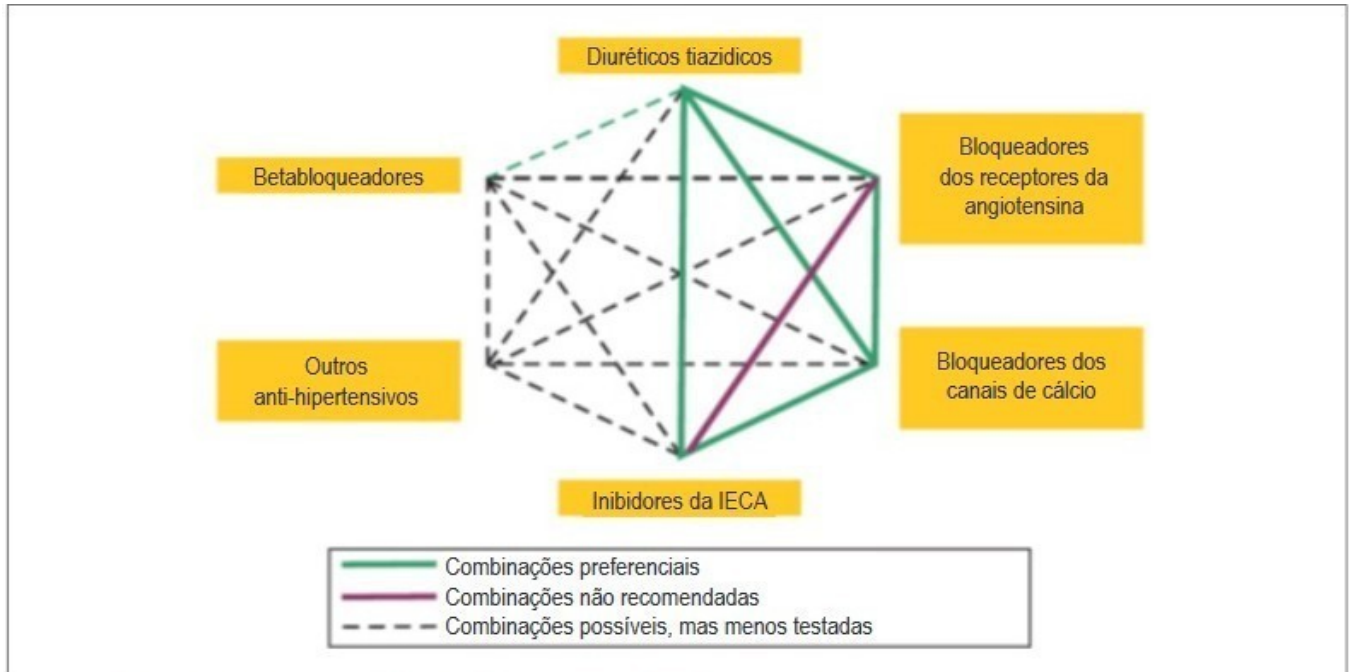 Diuréticos tiazidicos
Betabloqueadores
Bloqueadores
dos receptores da
angiotensina
Outros
anti-hipertensivos
Bloqueadores dos
canais de cálcio
Inibidores da IECA
Combinações preferenciais
Combinações não recomendadas
Combinações possíveis, mas menos testadas